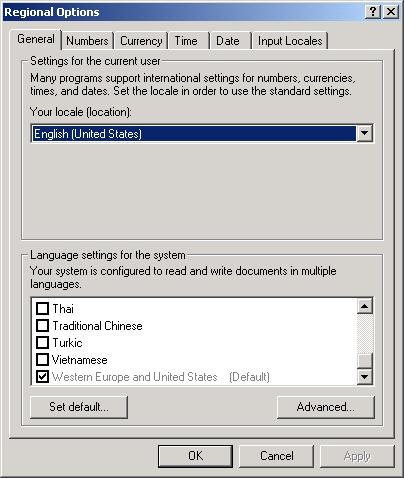 Regional Options
General Numbers Currency Time Date Input Locales
Settings for the current user
Many programs support international settings for numbers, currencies,
times, and dates. Set the locale in order to use the standard settings.
Your locale (location):
English (United States)
Language settings for the system
Your system is configured to read and write documents in multiple
languages.
Thai
Traditional Chinese
Turkic
Vietnamese
Western Europe and United States (Default)
Set default... Advanced...
OK Cancel Apply